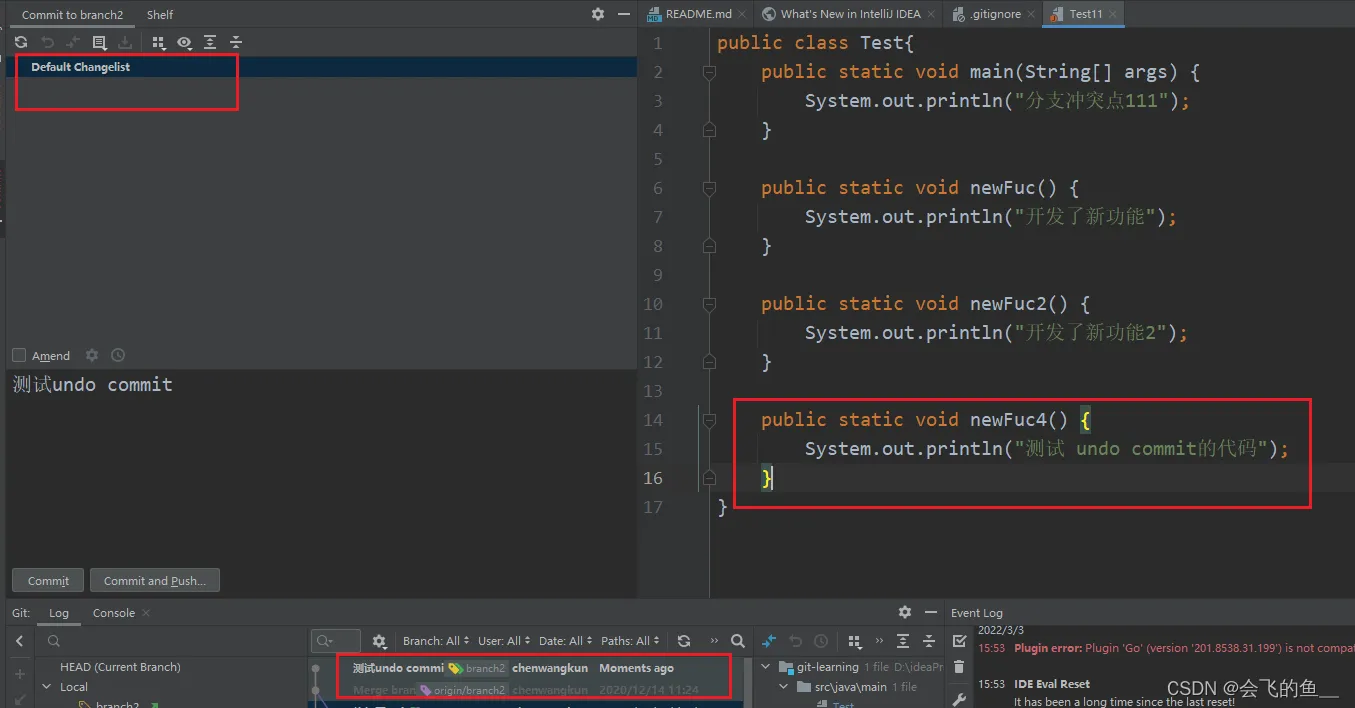 Commit to branch2 Shelf
README.md What's New in IntelliJ IDEA .gitignore Test11
Default Changelist
1 public class Test{
2 public static void main(String[] args) {
3 System.out.println("分支冲突点111");
4 }
5
6 public static void newFuc() {
7 System.out.println("开发了新功能");
8 }
9
10 public static void newFuc2() {
11 System.out.println("开发了新功能2");
12 }
13
14 public static void newFuc4() {
15 System.out.println("测试 undo commit的代码");
16 }
17 }
Amend
测试undo commit
Commit Commit and Push...
Git: Log Console
Branch: All User: All Date: All Paths: All
HEAD (Current Branch)
Local
branch2
测试undo commi branch2 chenwangkun Moments ago
Merge bran origin/branch2 chenwangkun 2020/12/14 11:24
git-learning 1 file D:\ideaPr
src\java\main 1 file
Test
Event Log
2022/3/3
15:53 Plugin error: Plugin 'Go' (version '201.8538.31.199') is not compat
15:53 IDE Eval Reset
It has been a long time since the last reset!
CSDN @会飞的鱼__